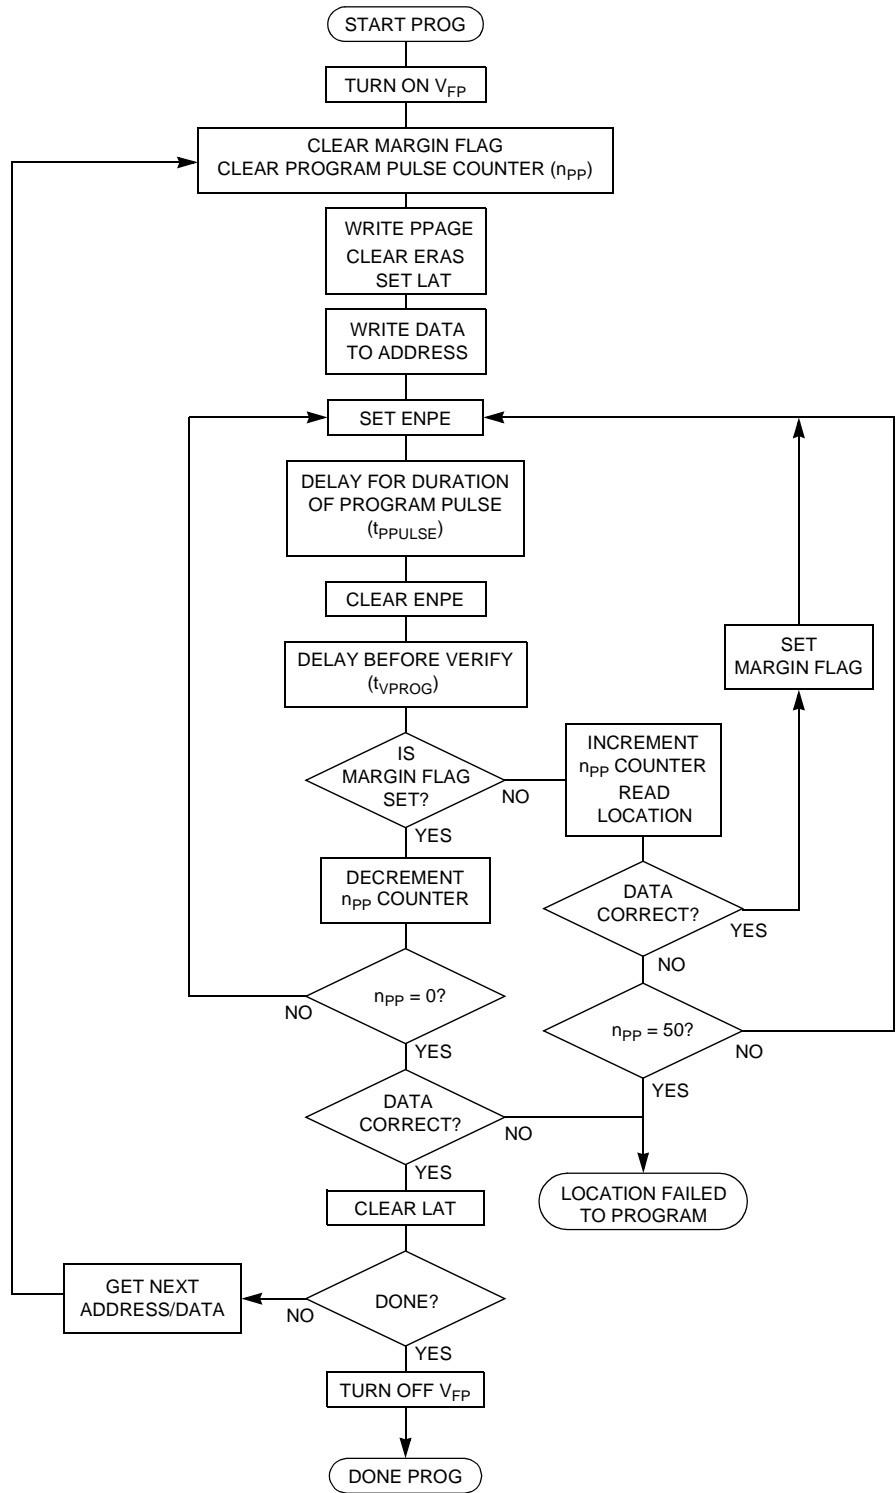 START PROG
TURN ON VFP
CLEAR MARGIN FLAG
CLEAR PROGRAM PULSE COUNTER (nPP)
WRITE PPAGE
CLEAR ERAS
SET LAT
WRITE DATA
TO ADDRESS
SET ENPE
DELAY FOR DURATION
OF PROGRAM PULSE
(tPPULSE)
CLEAR ENPE
DELAY BEFORE VERIFY
(tVPROG)
SET
MARGIN FLAG
IS
MARGIN FLAG
SET?
NO
YES
INCREMENT
nPP COUNTER
READ
LOCATION
DECREMENT
nPP COUNTER
DATA
CORRECT?
YES
NO
nPP = 0?
NO
YES
nPP = 50?
NO
YES
DATA
CORRECT?
NO
YES
LOCATION FAILED
TO PROGRAM
CLEAR LAT
GET NEXT
ADDRESS/DATA
NO
DONE?
YES
TURN OFF VFP
DONE PROG